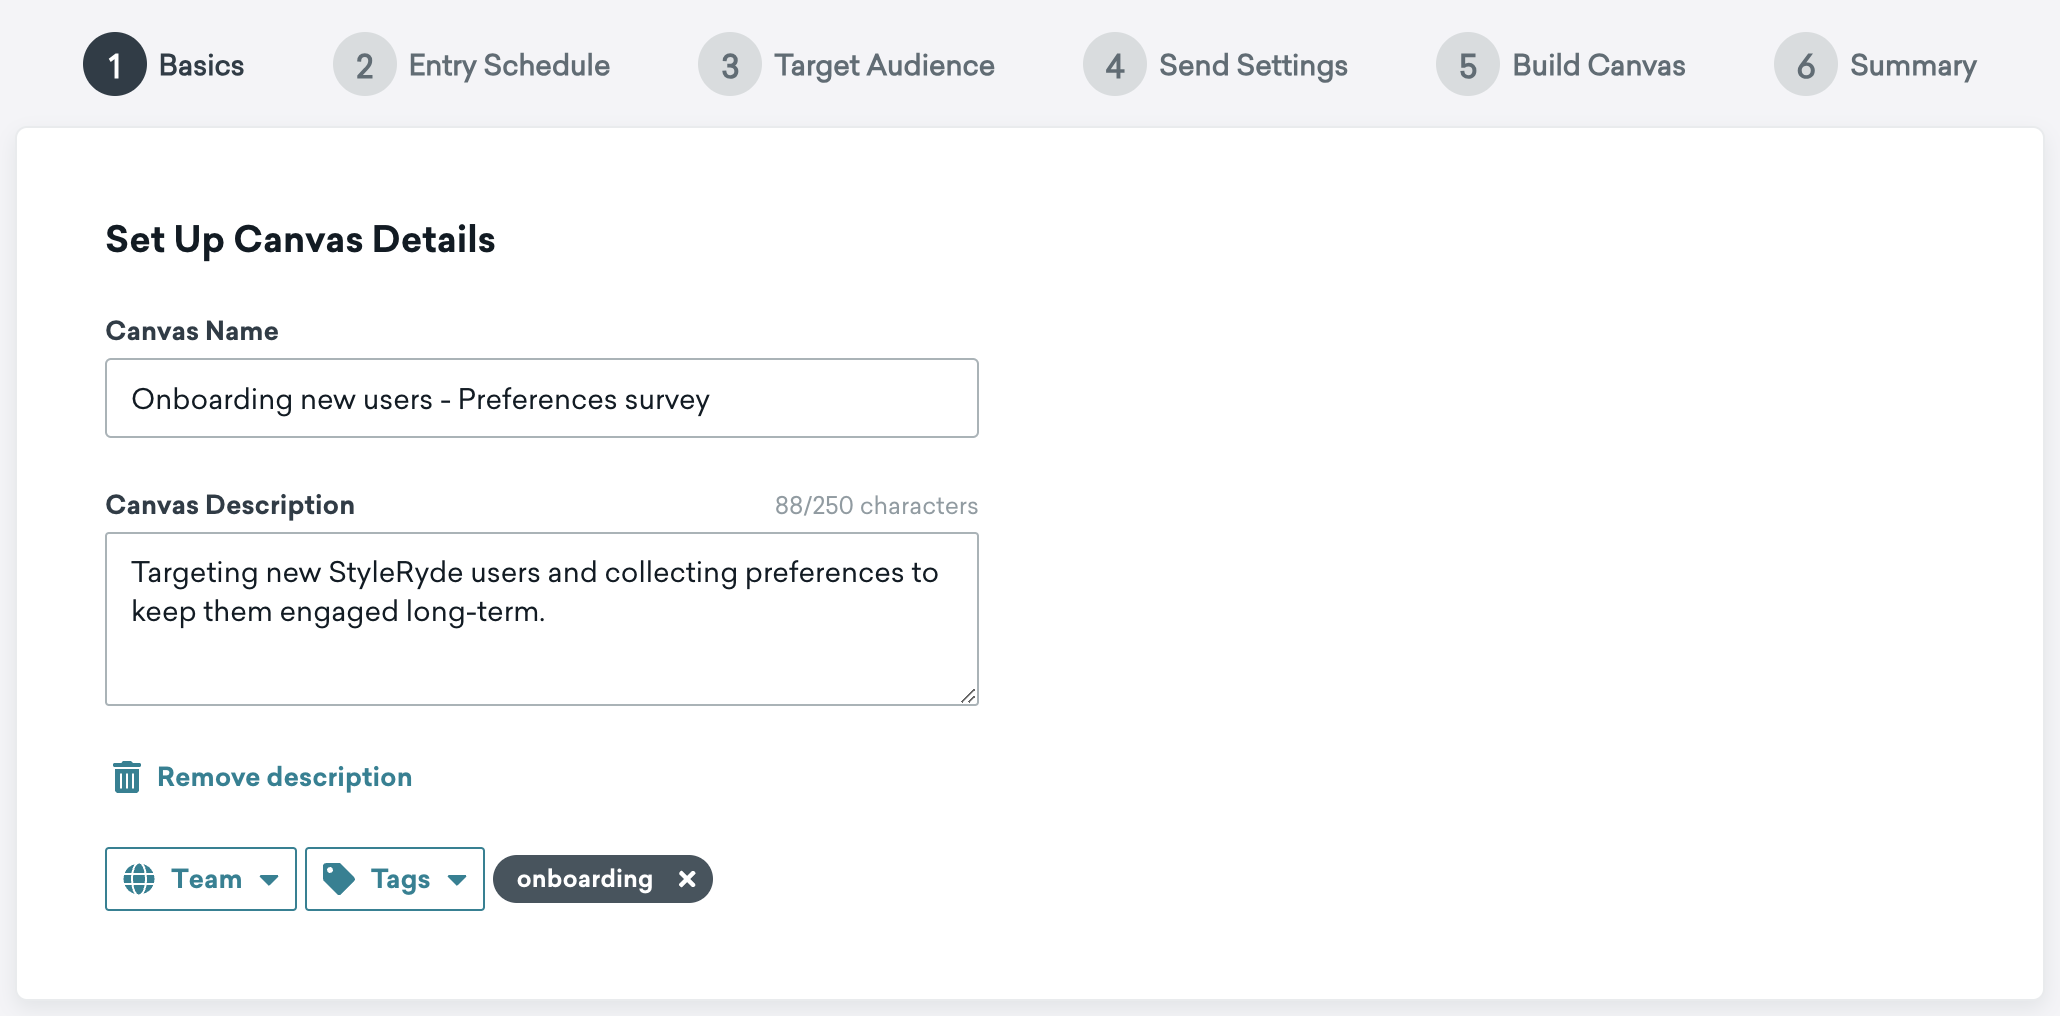 1 Basics 2 Entry Schedule 3 Target Audience 4 Send Settings 5 Build Canvas 6 Summary
Set Up Canvas Details
Canvas Name
Onboarding new users - Preferences survey
Canvas Description 88/250 characters
Targeting new StyleRyde users and collecting preferences to
keep them engaged long-term.
Remove description
Team Tags onboarding